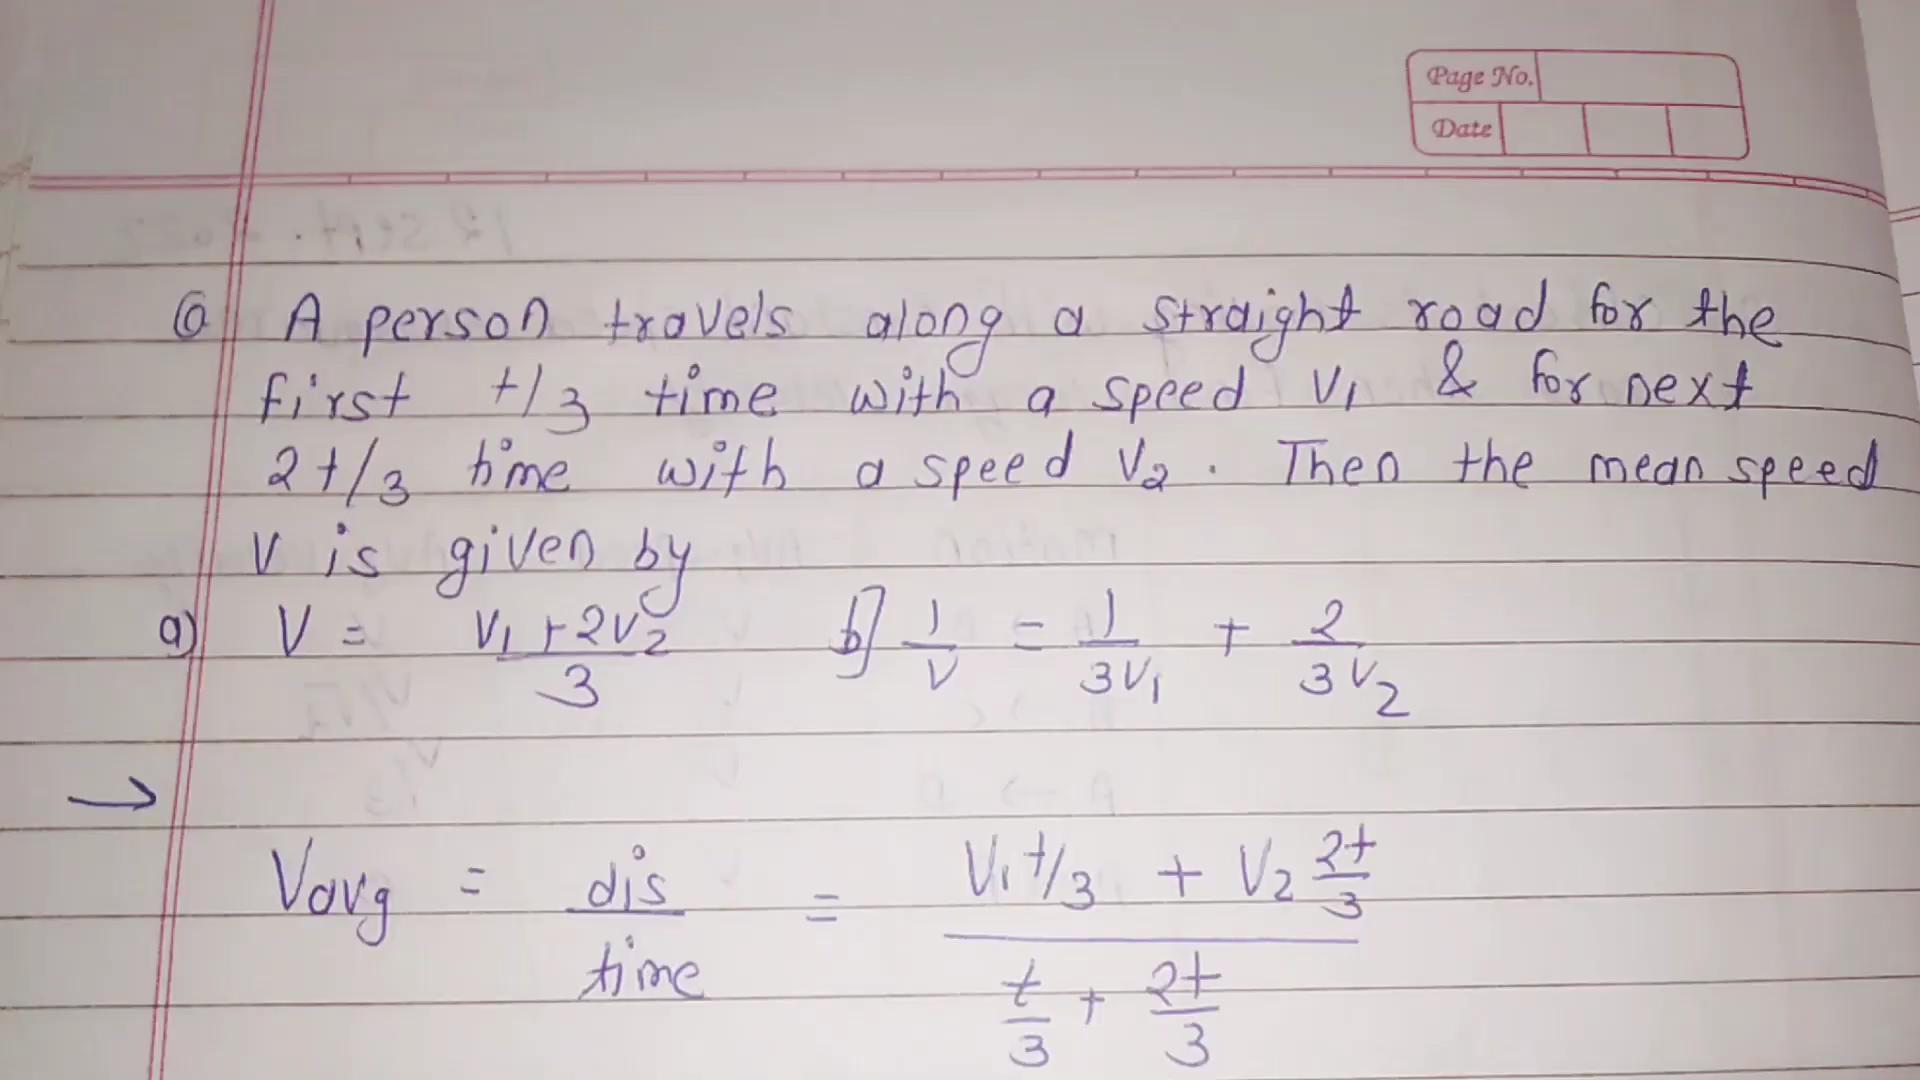 Page No.
Date
6 A person travels along a straight road for the
first t/3 time with a speed V1 & for next
2t/3 time with a speed V2. Then the mean speed
V is given by
a) V = V1+2V2/3 b] 1/V = 1/3V1 + 2/3V2
→
Vavg = dis/time = V1t/3 + V2 2t/3 / t/3 + 2t/3